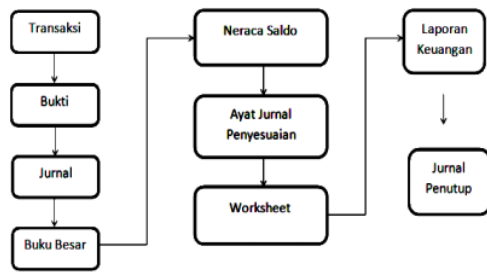 Transaksi
Bukti
Jurnal
Buku Besar
Neraca Saldo
Ayat Jurnal
Penyesuaian
Worksheet
Laporan
Keuangan
Jurnal
Penutup